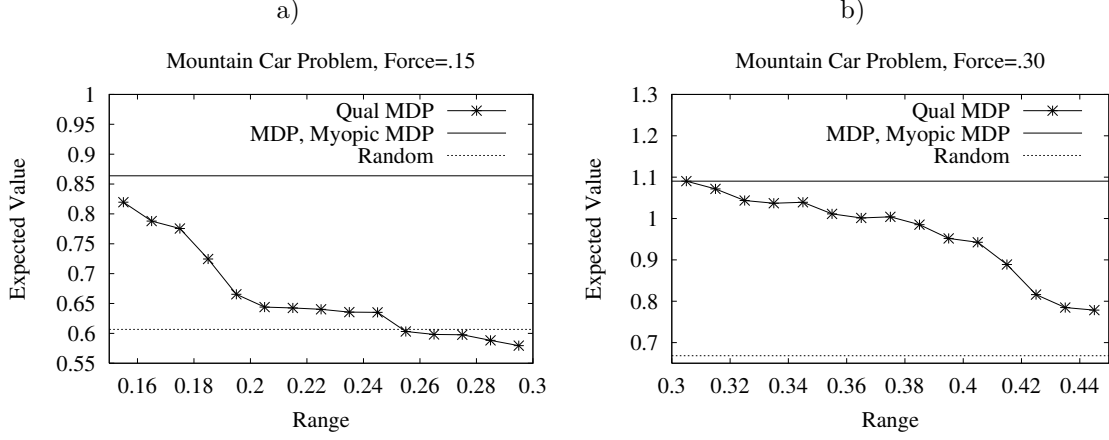 a)
Mountain Car Problem, Force=.15
1
0.95
0.9
0.85
0.8
0.75
0.7
0.65
0.6
0.55
Expected Value
Qual MDP
MDP, Myopic MDP
Random
0.16 0.18 0.2 0.22 0.24 0.26 0.28 0.3
Range
b)
Mountain Car Problem, Force=.30
1.3
1.2
1.1
1
0.9
0.8
0.7
Expected Value
Qual MDP
MDP, Myopic MDP
Random
0.3 0.32 0.34 0.36 0.38 0.4 0.42 0.44
Range